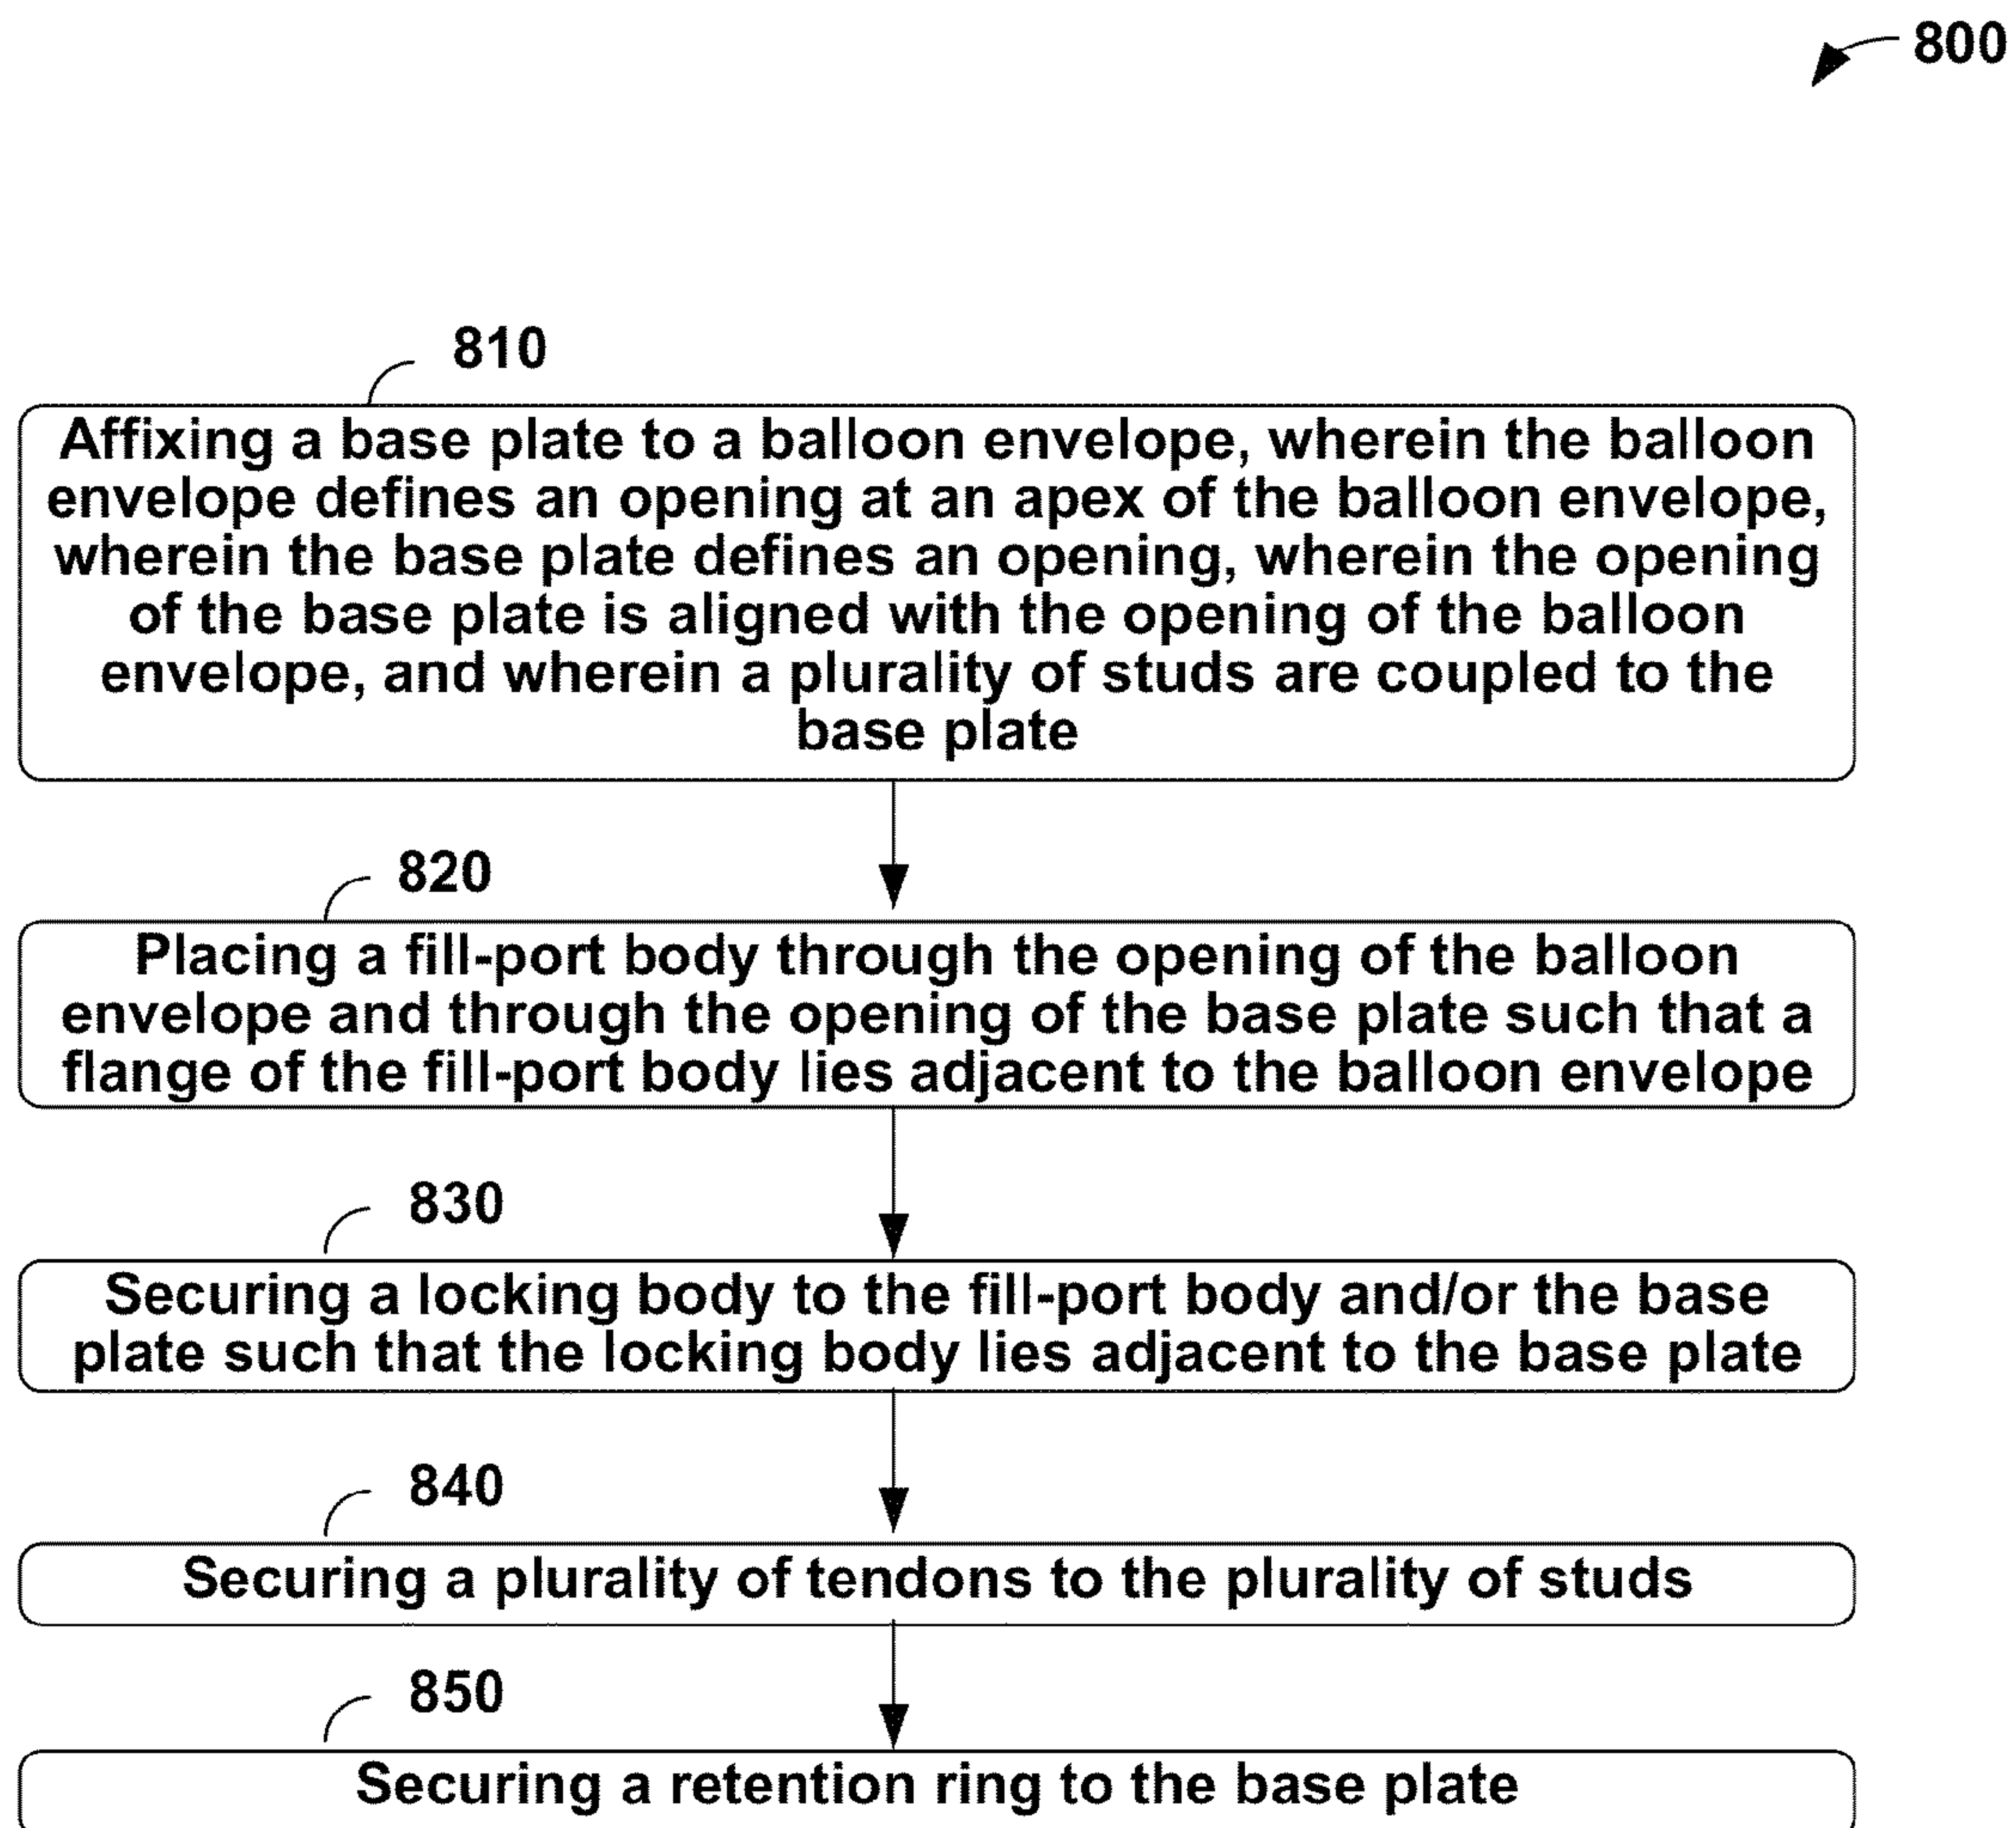 800
810
Affixing a base plate to a balloon envelope, wherein the balloon
envelope defines an opening at an apex of the balloon envelope,
wherein the base plate defines an opening, wherein the opening
of the base plate is aligned with the opening of the balloon
envelope, and wherein a plurality of studs are coupled to the
base plate
820
Placing a fill-port body through the opening of the balloon
envelope and through the opening of the base plate such that a
flange of the fill-port body lies adjacent to the balloon envelope
830
Securing a locking body to the fill-port body and/or the base
plate such that the locking body lies adjacent to the base plate
840
Securing a plurality of tendons to the plurality of studs
850
Securing a retention ring to the base plate